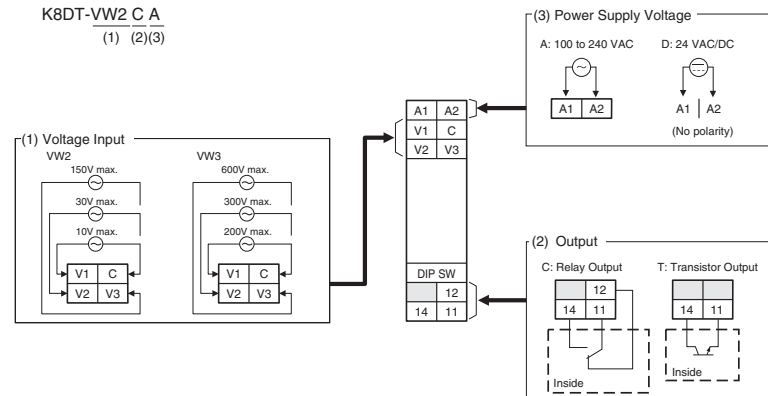 K8DT-VW2 C A
(1) (2)(3)
(3) Power Supply Voltage
A: 100 to 240 VAC D: 24 VAC/DC
A1 A2 A1 A2
(No polarity)
A1 A2
V1 C
V2 V3
DIP SW
12
14 11
(1) Voltage Input
VW2 VW3
150V max. 600V max.
30V max. 300V max.
10V max. 200V max.
V1 C V1 C
V2 V3 V2 V3
(2) Output
C: Relay Output T: Transistor Output
12
14 11 14 11
Inside Inside